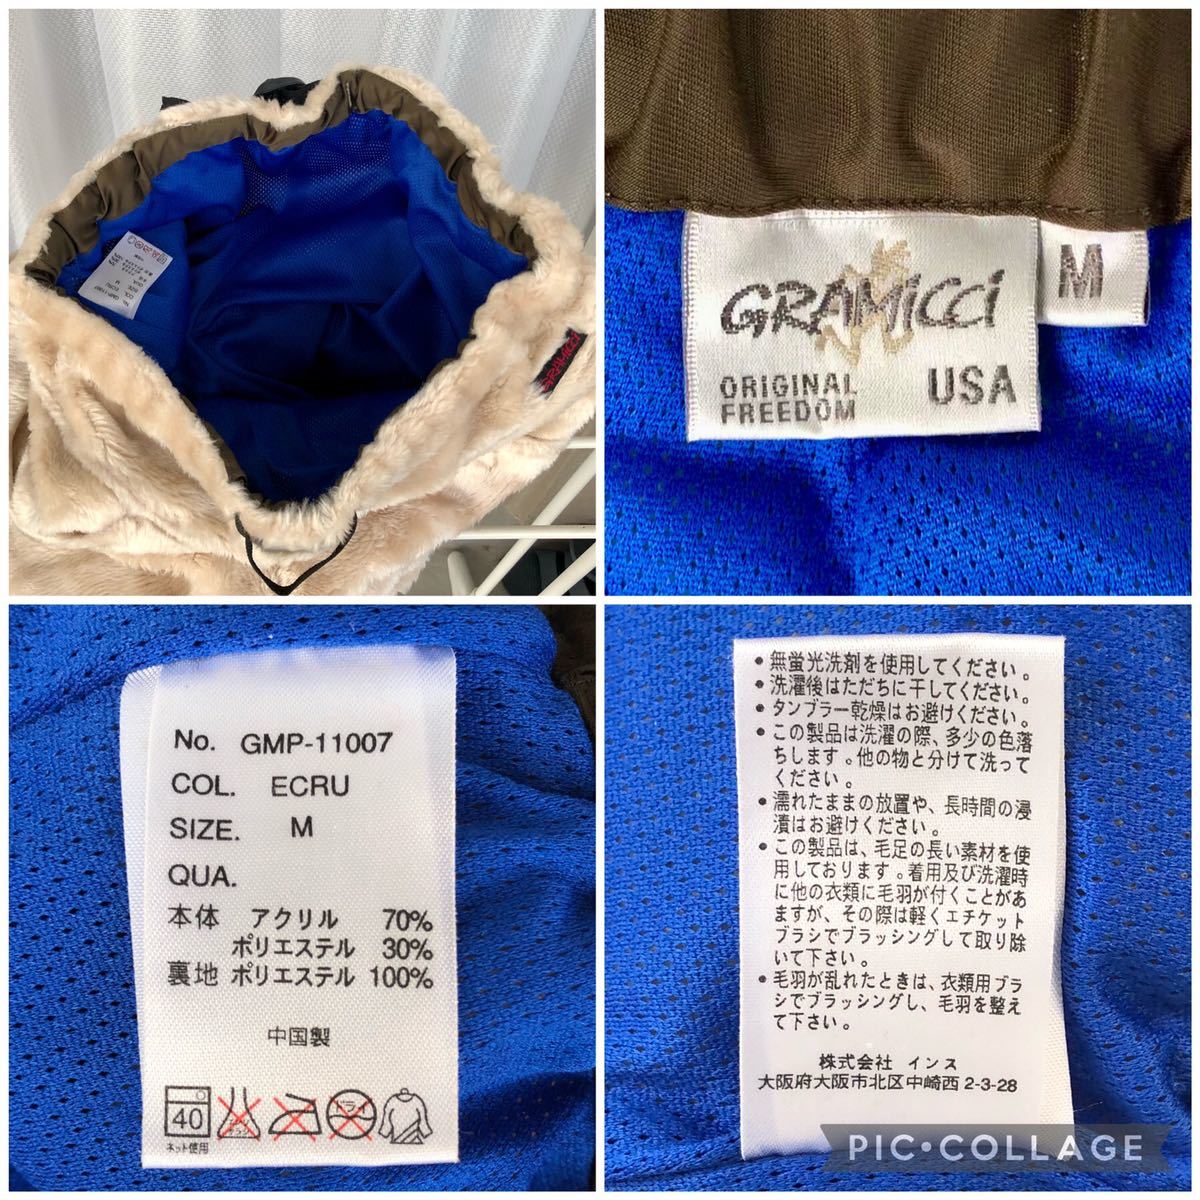 GRAMICCI
No. GMP-11007
COL. ECRU
SIZE. M
GRAMICCI
ORIGINAL
FREEDOM
USA
M
No. GMP-11007
COL. ECRU
SIZE. M
QUA.
本体 アクリル 70%
ポリエステル 30%
裏地 ポリエステル 100%
中国製
40
ネット使用
ドライ
• 無蛍光洗剤を使用してください。
• 洗濯後はただちに干してください。
• タンブラー乾燥はお避けください。
• この製品は洗濯の際、多少の色落
ちします。他の物と分けて洗って
ください。
• 濡れたままの放置や、長時間の浸
漬はお避けください。
• この製品は、毛足の長い素材を使
用しております。着用及び洗濯時
に他の衣類に毛羽が付くことがあ
ますが、その際は軽くエチケット
ブラシでブラッシングして取り除
いて下さい。
• 毛羽が乱れたときは、衣類用ブラ
シでブラッシングし、毛羽を整え
て下さい。
株式会社 インス
大阪府大阪市北区中崎西 2-3-28
PIC•COLLAGE